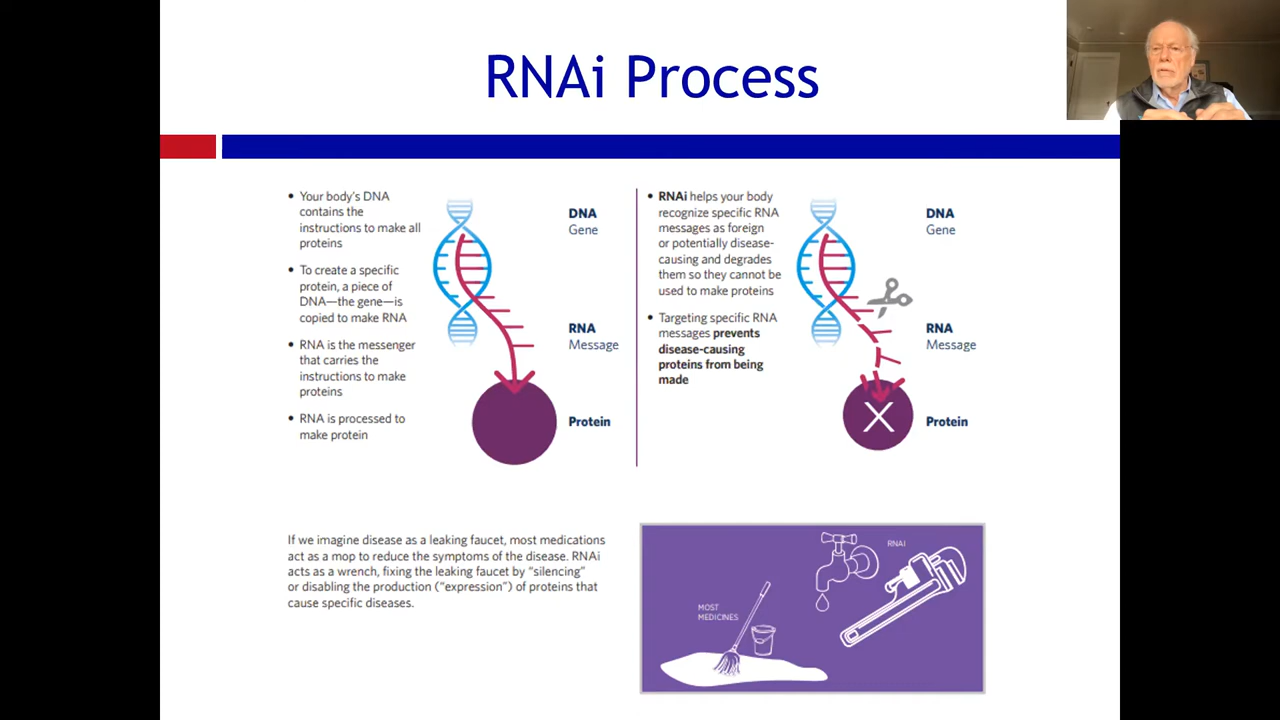 RNAi Process
• Your body's DNA
contains the
instructions to make all
proteins
• To create a specific
protein, a piece of
DNA—the gene—is
copied to make RNA
• RNA is the messenger
that carries the
instructions to make
proteins
• RNA is processed to
make protein
DNA
Gene
RNA
Message
Protein
• RNAi helps your body
recognize specific RNA
messages as foreign
or potentially disease-
causing and degrades
them so they cannot be
used to make proteins
• Targeting specific RNA
messages prevents
disease-causing
proteins from being
made
DNA
Gene
RNA
Message
X
Protein
If we imagine disease as a leaking faucet, most medications
act as a mop to reduce the symptoms of the disease. RNAi
acts as a wrench, fixing the leaking faucet by “silencing”
or disabling the production (“expression”) of proteins that
cause specific diseases.
RNAI
MOST
MEDICINES